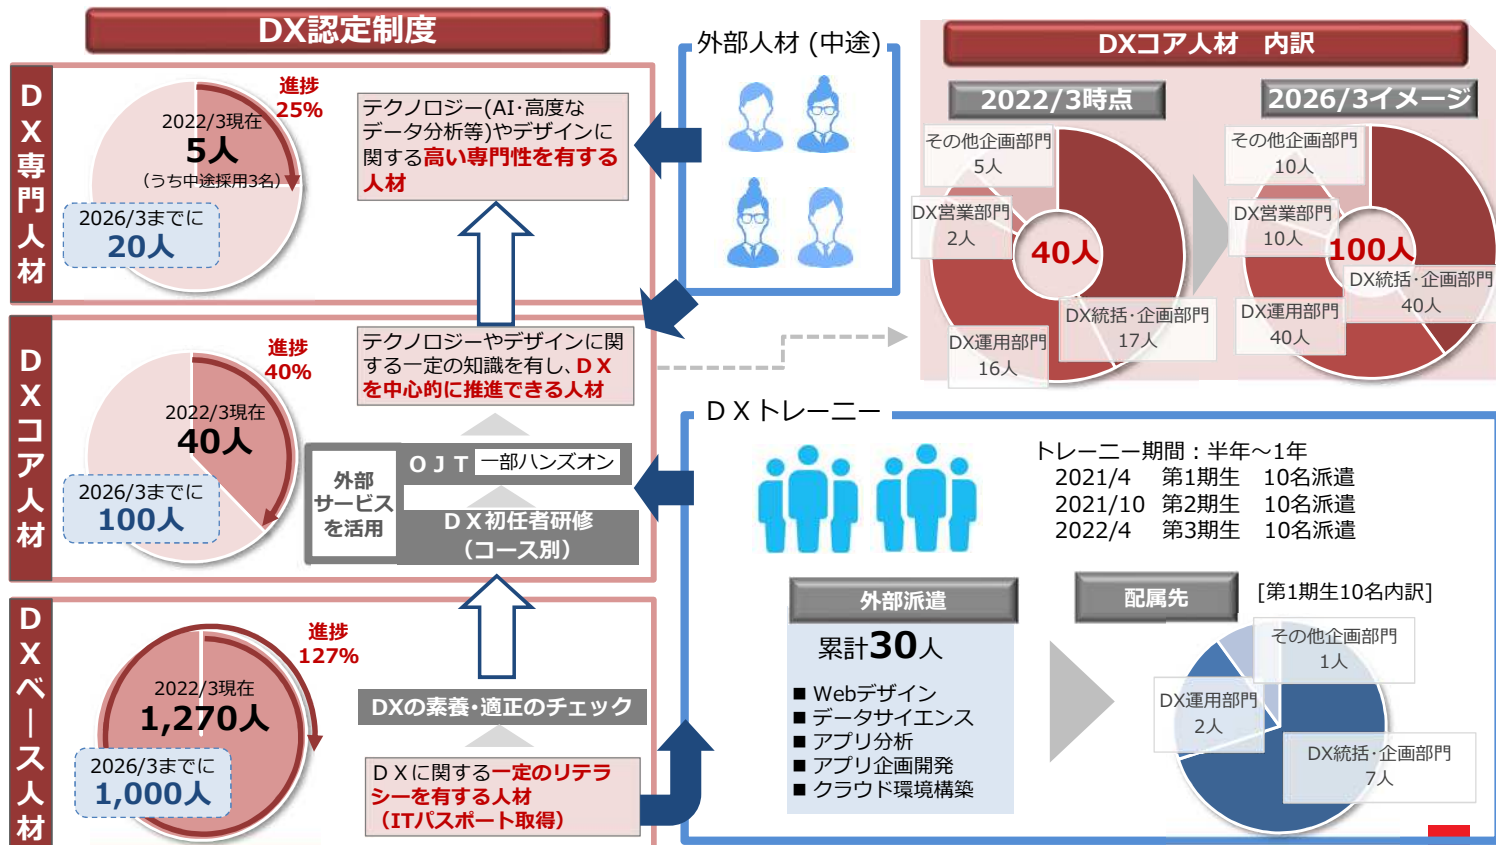 DX認定制度
DX専門人材
進捗
25%
2022/3現在
5人
（うち中途採用3名）
2026/3までに
20人
テクノロジー(AI・高度な
データ分析等)やデザインに
関する高い専門性を有する
人材
外部人材 (中途)
DXコア人材
進捗
40%
2022/3現在
40人
2026/3までに
100人
テクノロジーやデザインに関
する一定の知識を有し、ＤＸ
を中心的に推進できる人材
外部
サービス
を活用
ＯＪＴ 一部ハンズオン
ＤＸ初任者研修
（コース別）
DXベース人材
進捗
127%
2022/3現在
1,270人
2026/3までに
1,000人
DXの素養・適正のチェック
ＤＸに関する一定のリテラ
シーを有する人材
（ITパスポート取得）
DXコア人材　内訳
2022/3時点
その他企画部門
5人
DX営業部門
2人
40人
DX統括・企画部門
17人
DX運用部門
16人
2026/3イメージ
その他企画部門
10人
DX営業部門
10人
100人
DX統括・企画部門
40人
DX運用部門
40人
ＤＸトレーニー
トレーニー期間：半年～1年
2021/4　第1期生　10名派遣
2021/10　第2期生　10名派遣
2022/4　第3期生　10名派遣
外部派遣
累計30人
■ Webデザイン
■ データサイエンス
■ アプリ分析
■ アプリ企画開発
■ クラウド環境構築
配属先
[第1期生10名内訳]
その他企画部門
1人
DX運用部門
2人
DX統括・企画部門
7人